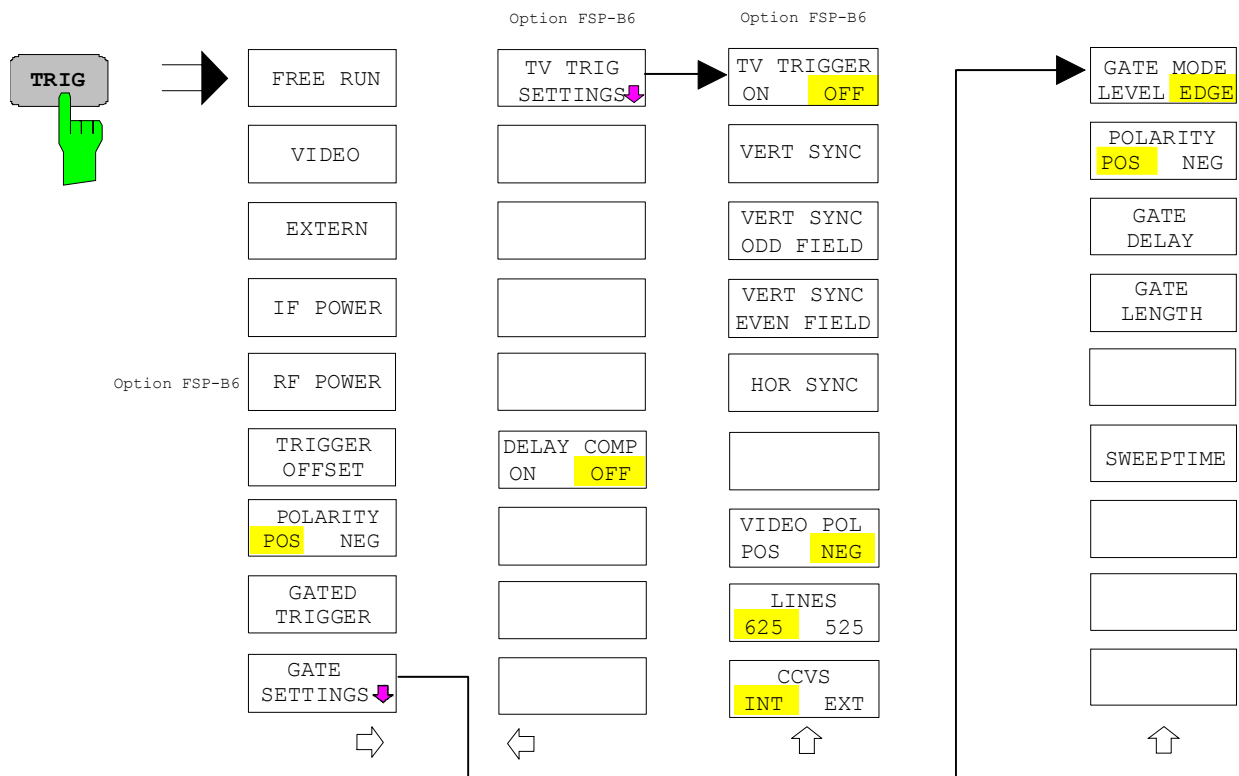 Option FSP-B6
Option FSP-B6
TRIG
FREE RUN
VIDEO
EXTERN
IF POWER
Option FSP-B6
RF POWER
TRIGGER
OFFSET
POLARITY
POS NEG
GATED
TRIGGER
GATE
SETTINGS
TV TRIG
SETTINGS
DELAY COMP
ON OFF
TV TRIGGER
ON OFF
VERT SYNC
VERT SYNC
ODD FIELD
VERT SYNC
EVEN FIELD
HOR SYNC
VIDEO POL
POS NEG
LINES
625 525
CCVS
INT EXT
GATE MODE
LEVEL EDGE
POLARITY
POS NEG
GATE
DELAY
GATE
LENGTH
SWEEPTIME